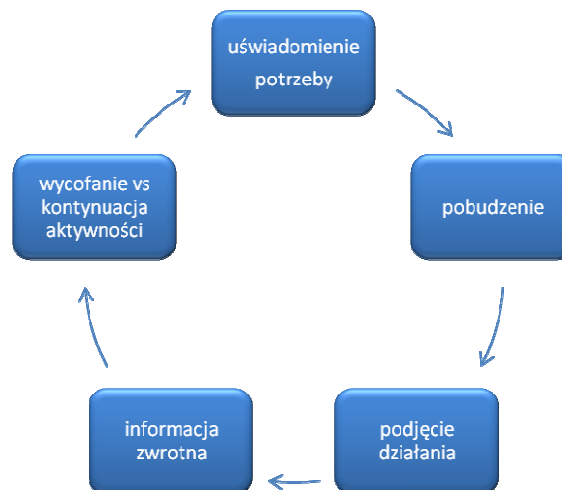 uświadomienie
potrzeby
pobudzenie
podjęcie
działania
informacja
zwrotna
wycofanie vs
kontynuacja
aktywności